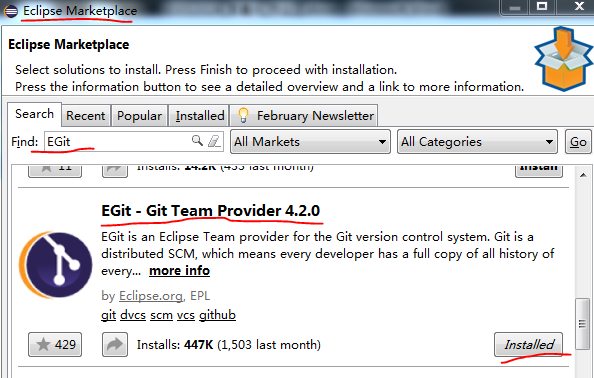 Eclipse Marketplace
Eclipse Marketplace
Select solutions to install. Press Finish to proceed with installation.
Press the information button to see a detailed overview and a link to more information.
Search Recent Popular Installed February Newsletter
Find: EGit All Markets All Categories Go
11 Installs: 14.2K (453 last month) Install
EGit - Git Team Provider 4.2.0
EGit is an Eclipse Team provider for the Git version control system. Git is a
distributed SCM, which means every developer has a full copy of all history of
every... more info
by Eclipse.org, EPL
git dvcs scm vcs github
429 Installs: 447K (1,503 last month) Installed